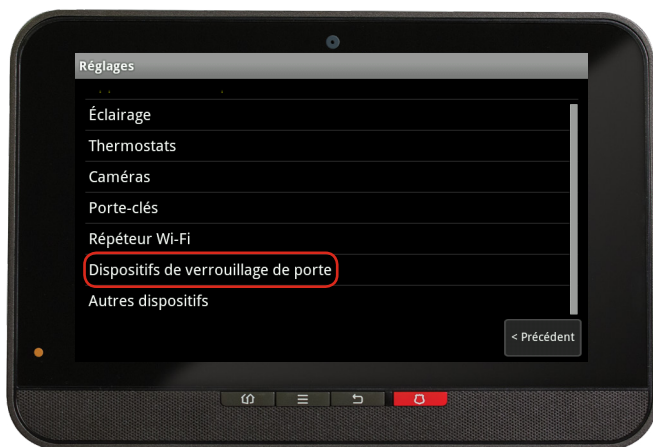 Réglages
Éclairage
Thermostats
Caméras
Porte-clés
Répéteur Wi-Fi
Dispositifs de verrouillage de porte
Autres dispositifs
< Précédent